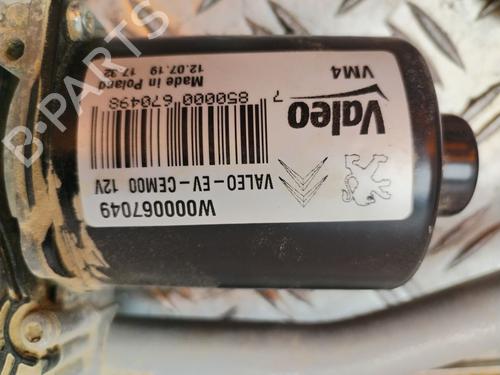 Valeo
VM4
7 850000 670498
Made in Poland
12.07.19 17:32
VALEO-EV-CEM00 12V
W000067049
B-PARTS